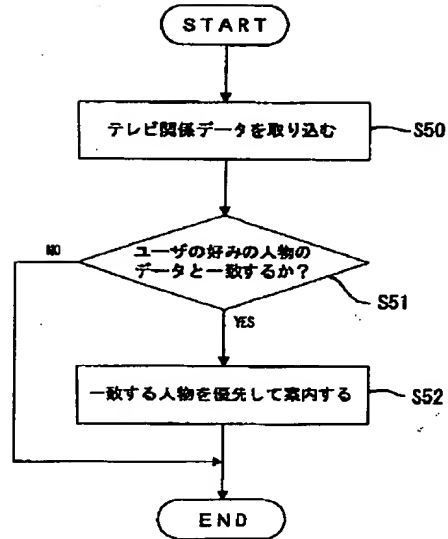 START
テレビ関係データを取り込む
S50
ユーザの好みの人物の
データと一致するか?
NO
S51
YES
一致する人物を優先して案内する
S52
END